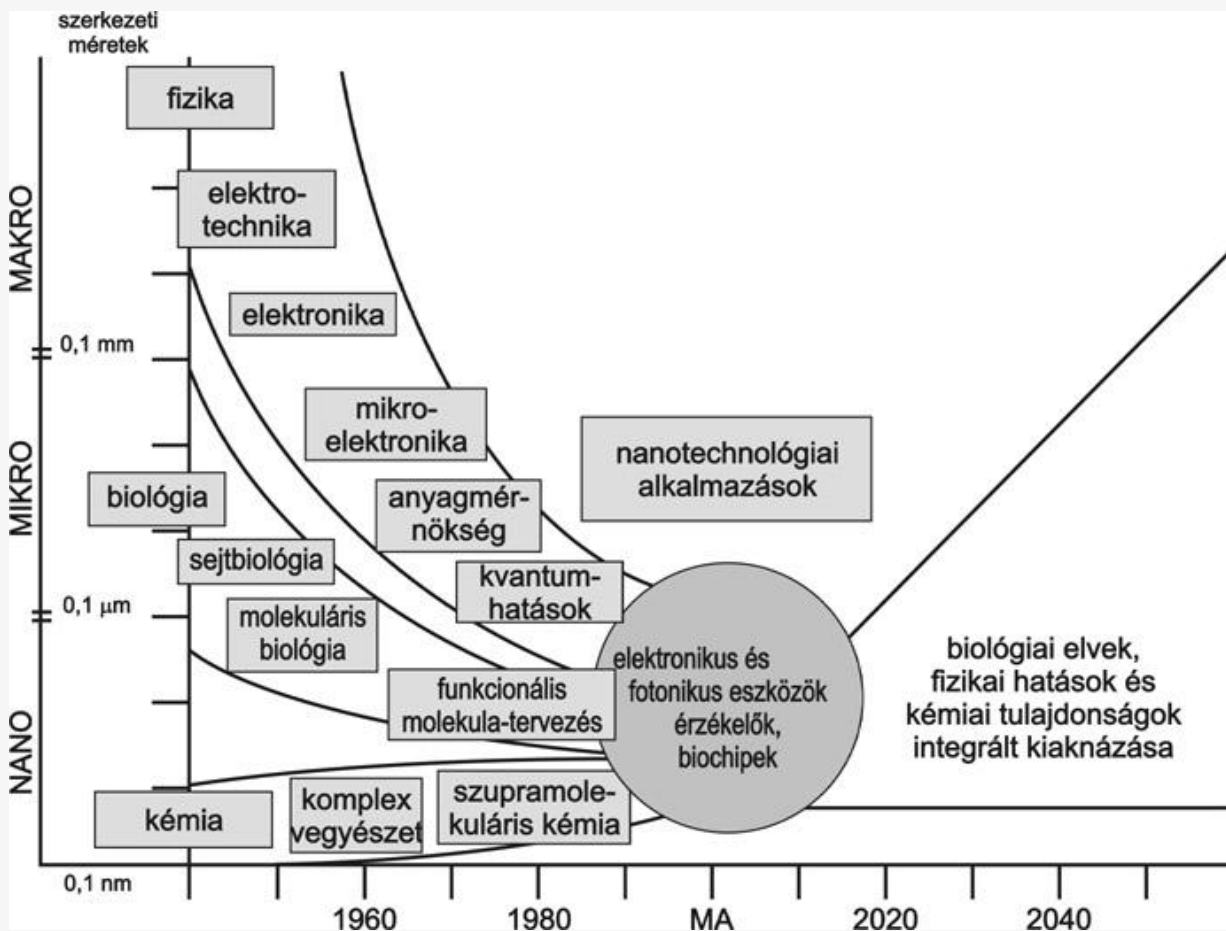 szerkezeti
méretek
fizika
elektro-
technika
MAKRO
elektronika
0,1 mm
mikro-
elektronika
nanotechnológiai
alkalmazások
MIKRO
biológia
anyagmér-
nökség
sejtbiológia
kvantum-
hatások
0,1 µm
molekuláris
biológia
elektronikus és
fotonikus eszközök
érzékelők,
biochipek
biológiai elvek,
fizikai hatások és
kémiai tulajdonságok
integrált kiaknázása
funkcionális
molekula-tervezés
NANO
kémia
komplex
vegyészet
szupramole-
kuláris kémia
0,1 nm
1960 1980 MA 2020 2040